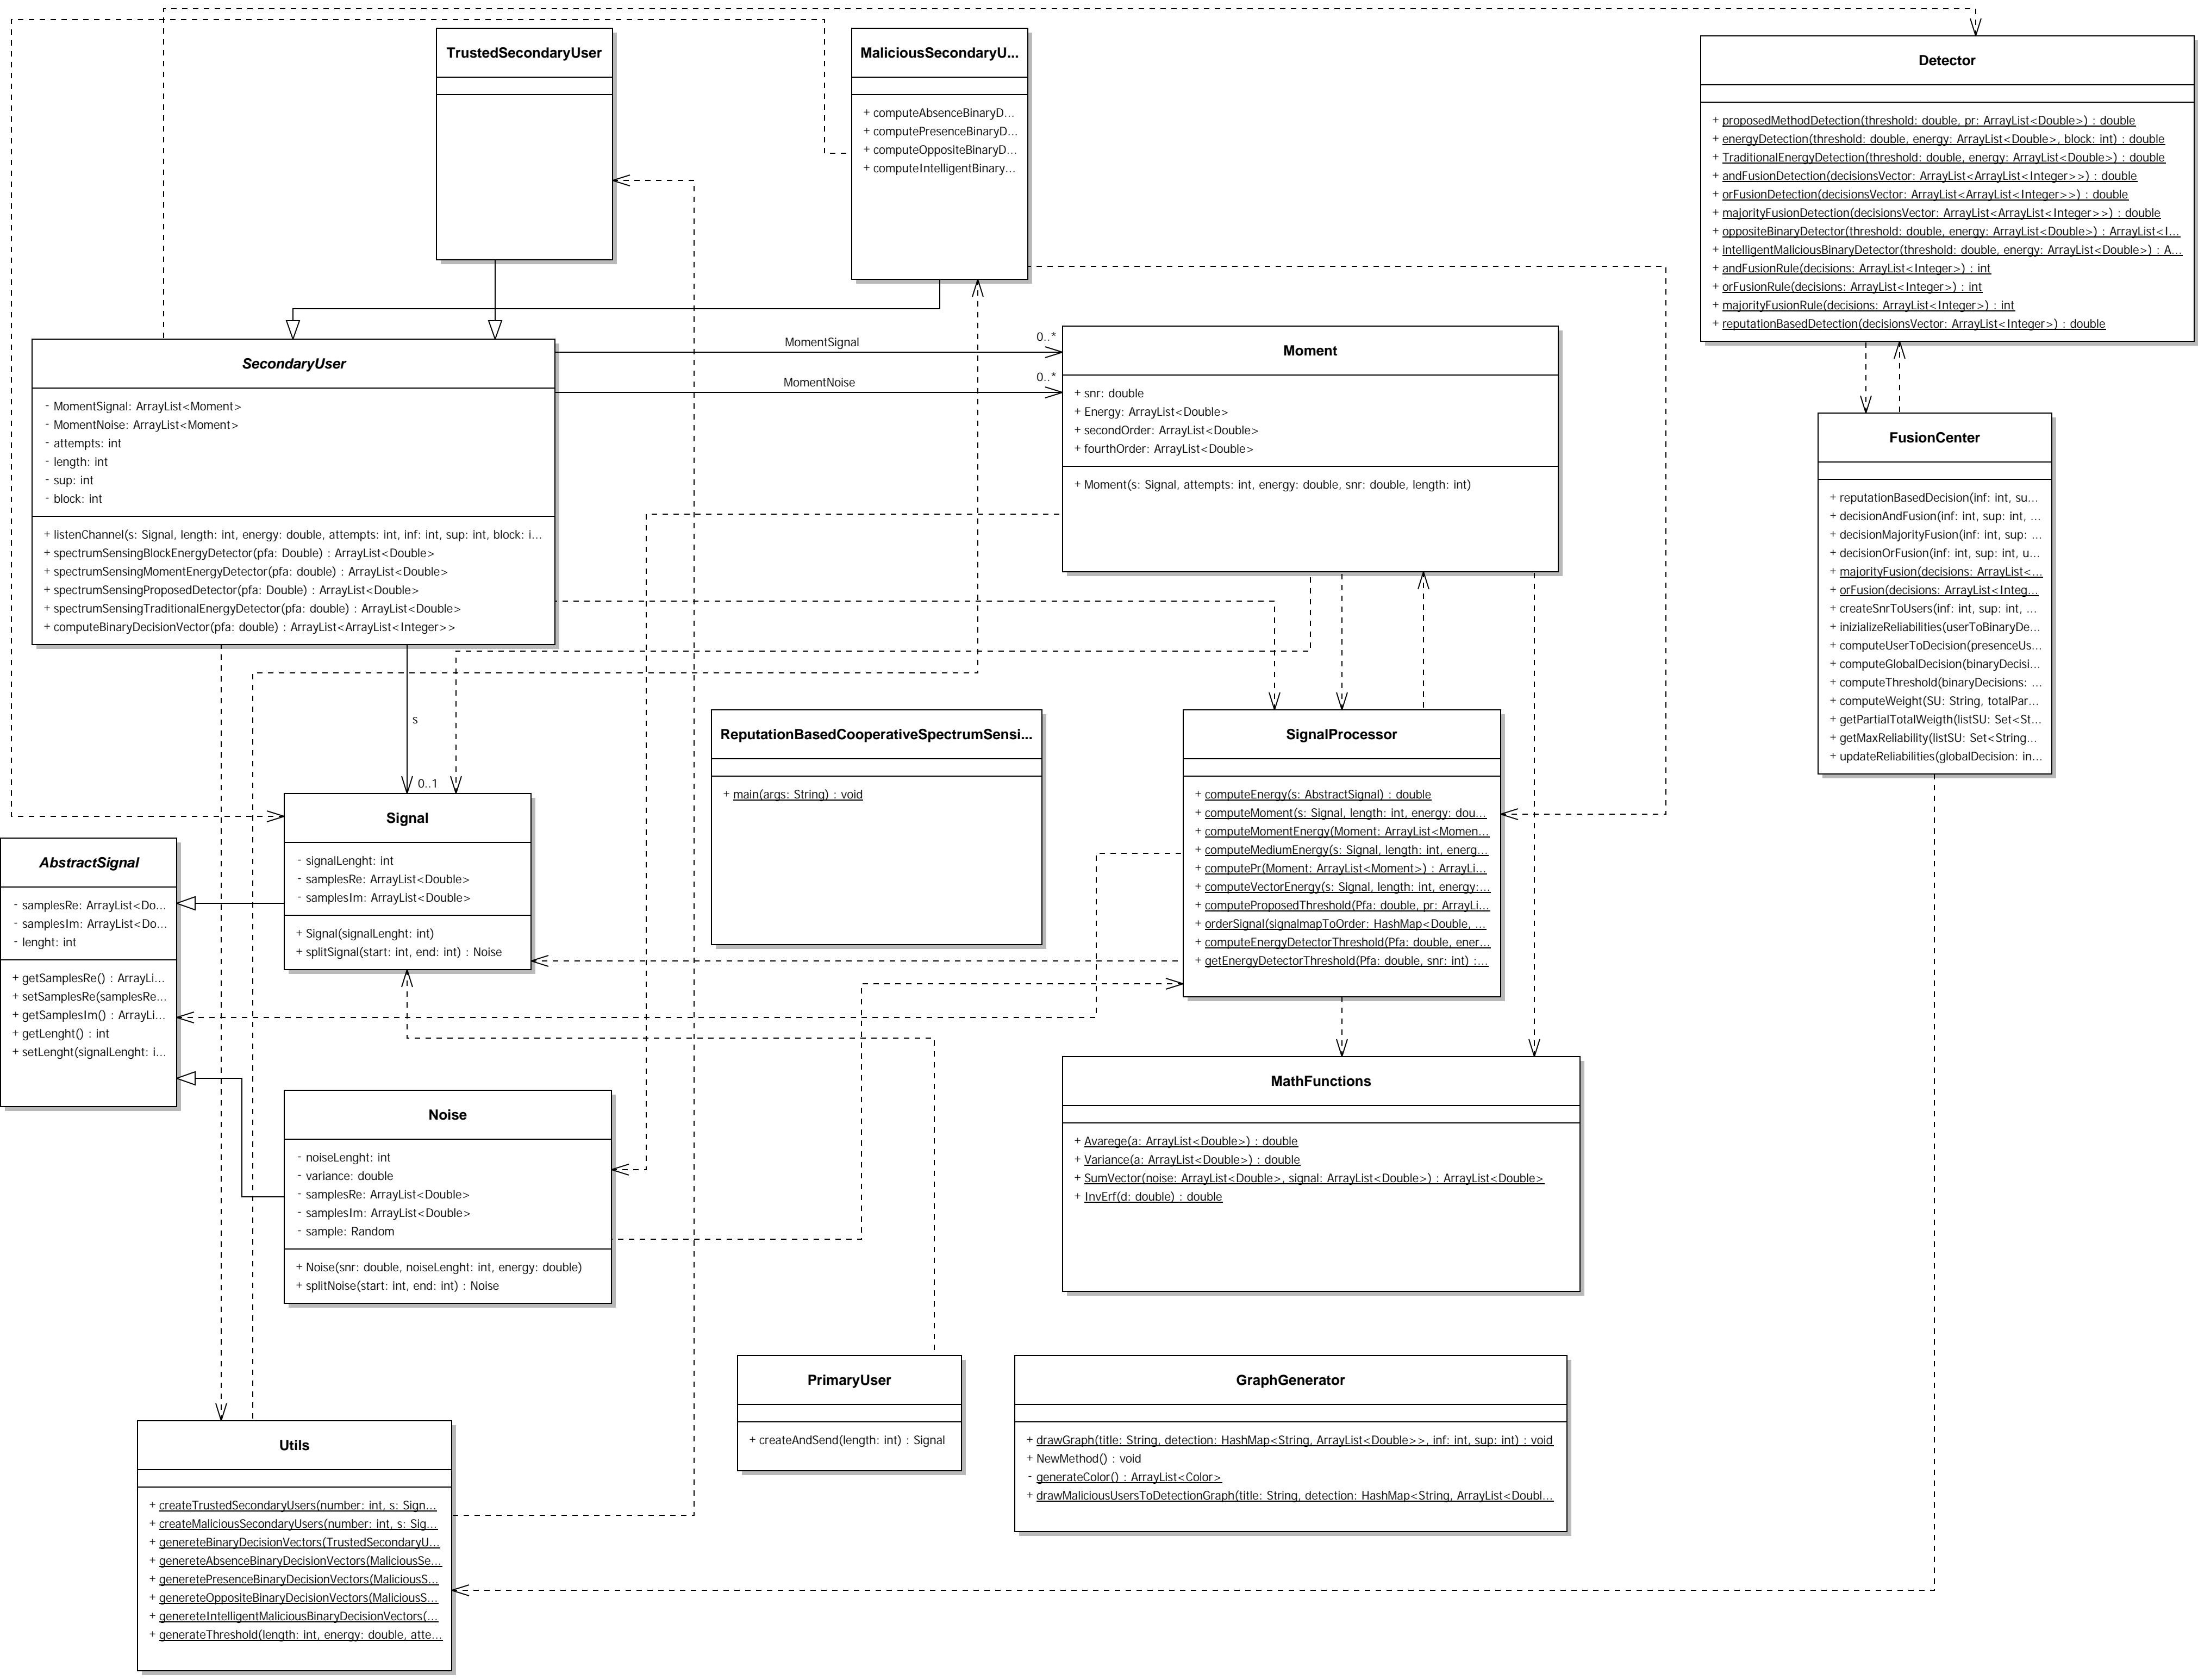 TrustedSecondaryUser
MaliciousSecondaryU...
+ computeAbsenceBinaryD...
+ computePresenceBinaryD...
+ computeOppositeBinaryD...
+ computeIntelligentBinary...
Detector
+ proposedMethodDetection(threshold: double, pr: ArrayList<Double>) : double
+ energyDetection(threshold: double, energy: ArrayList<Double>, block: int) : double
+ TraditionalEnergyDetection(threshold: double, energy: ArrayList<Double>) : double
+ andFusionDetection(decisionsVector: ArrayList<ArrayList<Integer>>) : double
+ orFusionDetection(decisionsVector: ArrayList<ArrayList<Integer>>) : double
+ majorityFusionDetection(decisionsVector: ArrayList<ArrayList<Integer>>) : double
+ oppositeBinaryDetector(threshold: double, energy: ArrayList<Double>) : ArrayList<I...
+ intelligentMaliciousBinaryDetector(threshold: double, energy: ArrayList<Double>) : A...
+ andFusionRule(decisions: ArrayList<Integer>) : int
+ orFusionRule(decisions: ArrayList<Integer>) : int
+ majorityFusionRule(decisions: ArrayList<Integer>) : int
+ reputationBasedDetection(decisionsVector: ArrayList<Integer>) : double
SecondaryUser
- MomentSignal: ArrayList<Moment>
- MomentNoise: ArrayList<Moment>
- attempts: int
- length: int
- sup: int
- block: int
+ listenChannel(s: Signal, length: int, energy: double, attempts: int, inf: int, sup: int, block: i...
+ spectrumSensingBlockEnergyDetector(pfa: Double) : ArrayList<Double>
+ spectrumSensingMomentEnergyDetector(pfa: double) : ArrayList<Double>
+ spectrumSensingProposedDetector(pfa: Double) : ArrayList<Double>
+ spectrumSensingTraditionalEnergyDetector(pfa: double) : ArrayList<Double>
+ computeBinaryDecisionVector(pfa: double) : ArrayList<ArrayList<Integer>>
MomentSignal
0..*
MomentNoise
0..*
Moment
+ snr: double
+ Energy: ArrayList<Double>
+ secondOrder: ArrayList<Double>
+ fourthOrder: ArrayList<Double>
+ Moment(s: Signal, attempts: int, energy: double, snr: double, length: int)
FusionCenter
+ reputationBasedDecision(inf: int, su...
+ decisionAndFusion(inf: int, sup: int, ...
+ decisionMajorityFusion(inf: int, sup: ...
+ decisionOrFusion(inf: int, sup: int, u...
+ majorityFusion(decisions: ArrayList<...
+ orFusion(decisions: ArrayList<Integ...
+ createSnrToUsers(inf: int, sup: int, ...
+ inizializeReliabilities(userToBinaryDe...
+ computeUserToDecision(presenceUs...
+ computeGlobalDecision(binaryDecisi...
+ computeThreshold(binaryDecisions: ...
+ computeWeight(SU: String, totalPar...
+ getPartialTotalWeigth(listSU: Set<St...
+ getMaxReliability(listSU: Set<String...
+ updateReliabilities(globalDecision: in...
s
0..1
ReputationBasedCooperativeSpectrumSensi...
+ main(args: String) : void
SignalProcessor
+ computeEnergy(s: AbstractSignal) : double
+ computeMoment(s: Signal, length: int, energy: dou...
+ computeMomentEnergy(Moment: ArrayList<Momen...
+ computeMediumEnergy(s: Signal, length: int, energ...
+ computePr(Moment: ArrayList<Moment>) : ArrayLi...
+ computeVectorEnergy(s: Signal, length: int, energy:...
+ computeProposedThreshold(Pfa: double, pr: ArrayLi...
+ orderSignal(signalmapToOrder: HashMap<Double, ...
+ computeEnergyDetectorThreshold(Pfa: double, ener...
+ getEnergyDetectorThreshold(Pfa: double, snr: int) :...
Signal
- signalLenght: int
- samplesRe: ArrayList<Double>
- samplesIm: ArrayList<Double>
+ Signal(signalLenght: int)
+ splitSignal(start: int, end: int) : Noise
AbstractSignal
- samplesRe: ArrayList<Do...
- samplesIm: ArrayList<Do...
- lenght: int
+ getSamplesRe() : ArrayLi...
+ setSamplesRe(samplesRe...
+ getSamplesIm() : ArrayLi...
+ getLenght() : int
+ setLenght(signalLenght: i...
Noise
- noiseLenght: int
- variance: double
- samplesRe: ArrayList<Double>
- samplesIm: ArrayList<Double>
- sample: Random
+ Noise(snr: double, noiseLenght: int, energy: double)
+ splitNoise(start: int, end: int) : Noise
MathFunctions
+ Avarege(a: ArrayList<Double>) : double
+ Variance(a: ArrayList<Double>) : double
+ SumVector(noise: ArrayList<Double>, signal: ArrayList<Double>) : ArrayList<Double>
+ InvErf(d: double) : double
PrimaryUser
+ createAndSend(length: int) : Signal
GraphGenerator
+ drawGraph(title: String, detection: HashMap<String, ArrayList<Double>>, inf: int, sup: int) : void
+ NewMethod() : void
- generateColor() : ArrayList<Color>
+ drawMaliciousUsersToDetectionGraph(title: String, detection: HashMap<String, ArrayList<Doubl...
Utils
+ createTrustedSecondaryUsers(number: int, s: Sign...
+ createMaliciousSecondaryUsers(number: int, s: Sig...
+ genereteBinaryDecisionVectors(TrustedSecondaryU...
+ genereteAbsenceBinaryDecisionVectors(MaliciousSe...
+ generetePresenceBinaryDecisionVectors(MaliciousS...
+ genereteOppositeBinaryDecisionVectors(MaliciousS...
+ genereteIntelligentMaliciousBinaryDecisionVectors(...
+ generateThreshold(length: int, energy: double, atte...